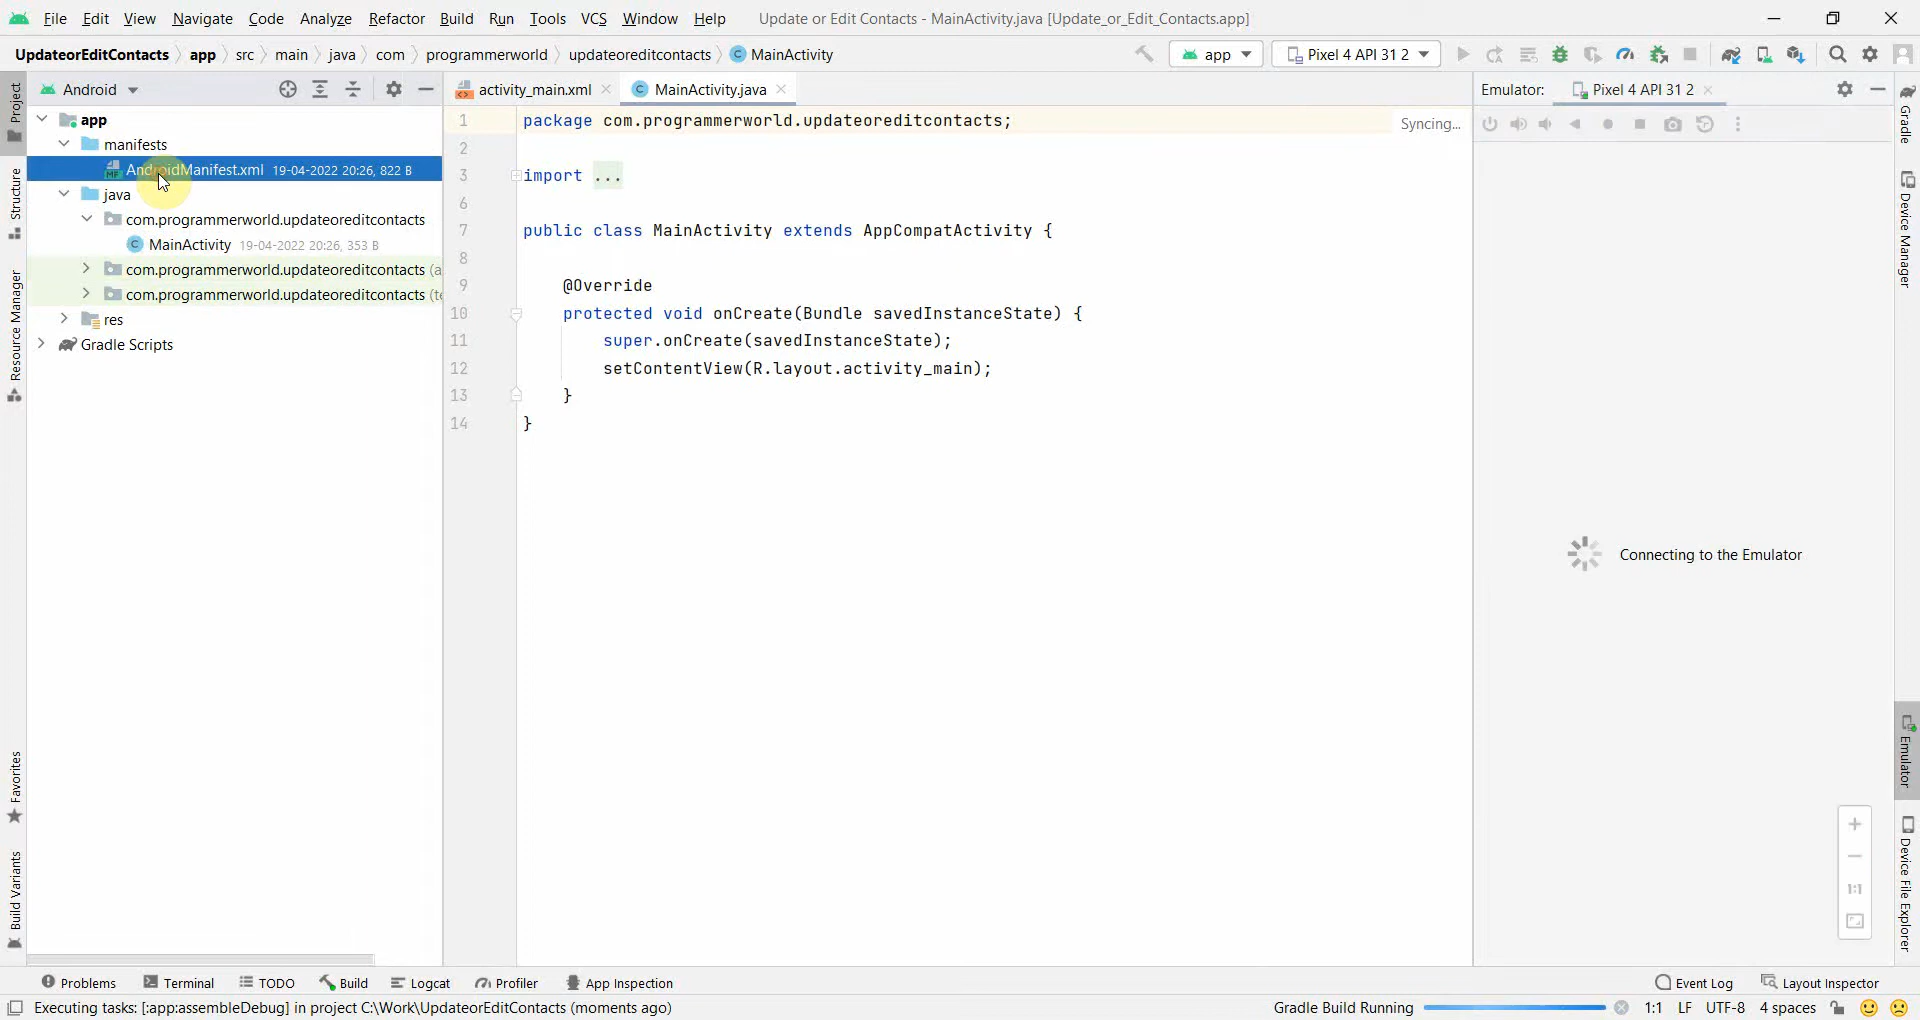 File Edit View Navigate Code Analyze Refactor Build Run Tools VCS Window Help Update or Edit Contacts - MainActivity.java [Update_or_Edit_Contacts.app]
UpdateorEditContacts app src main java com programmerworld updateoreditcontacts MainActivity app Pixel 4 API 31 2
Android
activity_main.xml MainActivity.java
Emulator: Pixel 4 API 31 2
Project
Structure
Resource Manager
Favorites
Build Variants
app
manifests
AndroidManifest.xml 19-04-2022 20:26, 822 B
java
com.programmerworld.updateoreditcontacts
MainActivity 19-04-2022 20:26, 353 B
com.programmerworld.updateoreditcontacts (a
com.programmerworld.updateoreditcontacts (te
res
Gradle Scripts
1 package com.programmerworld.updateoreditcontacts;
Syncing...
2
3 import ...
6
7 public class MainActivity extends AppCompatActivity {
8
9 @Override
10 protected void onCreate(Bundle savedInstanceState) {
11 super.onCreate(savedInstanceState);
12 setContentView(R.layout.activity_main);
13 }
14 }
Connecting to the Emulator
1:1
Gradle
Device Manager
Emulator
Device File Explorer
Problems Terminal TODO Build Logcat Profiler App Inspection Event Log Layout Inspector
Executing tasks: [:app:assembleDebug] in project C:\Work\UpdateorEditContacts (moments ago) Gradle Build Running 1:1 LF UTF-8 4 spaces